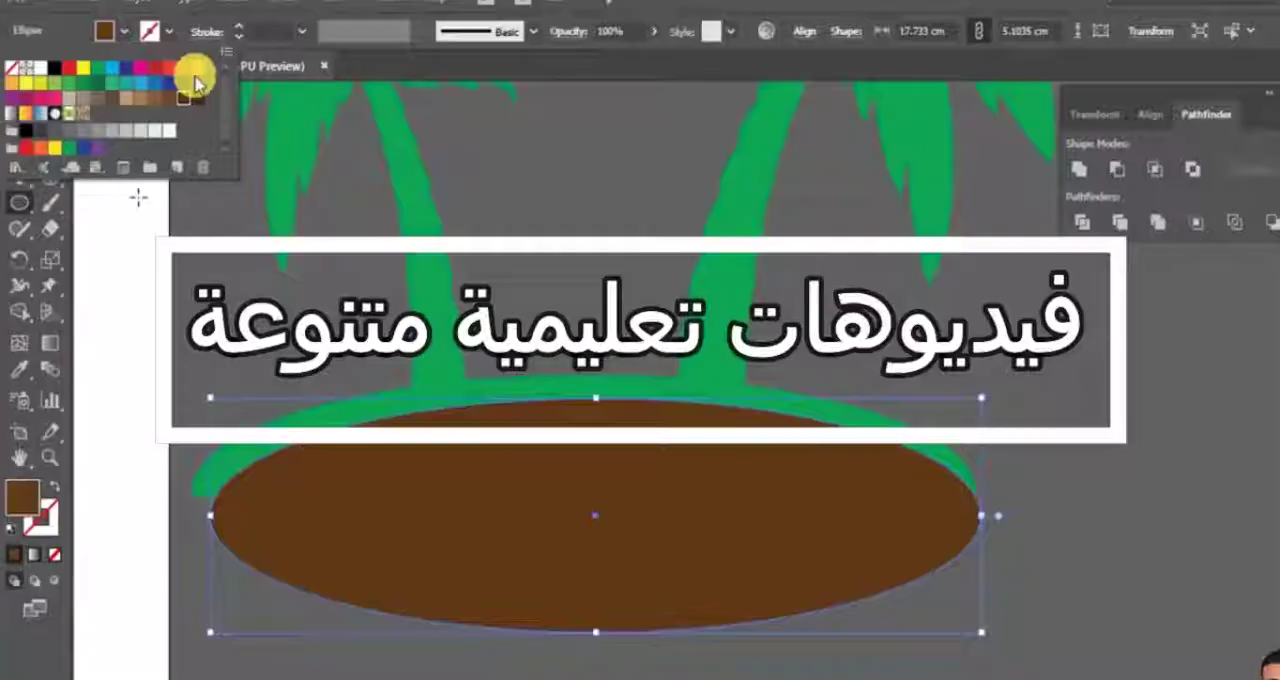 Ellipse
Stroke:
Basic
Opacity: 100%
Style:
Align
Shape:
17.733 cm
5.1035 cm
Transform
PU Preview) ×
Transform Align Pathfinder
Shape Modes:
Pathfinders:
فيديوهات تعليمية متنوعة